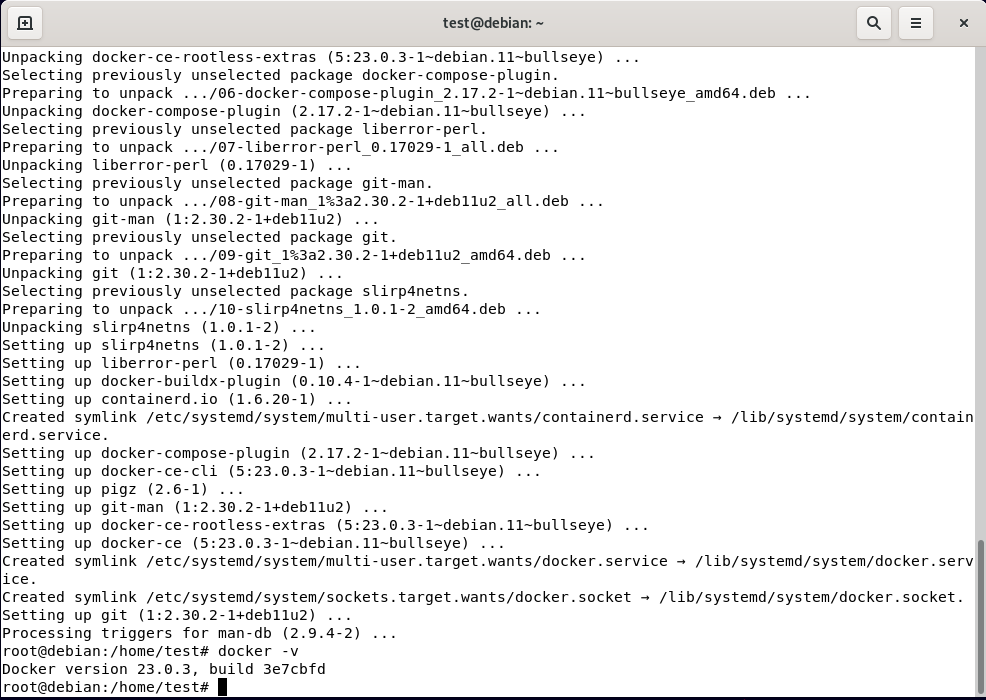 test@debian: ~
Unpacking docker-ce-rootless-extras (5:23.0.3-1~debian.11~bullseye) ...
Selecting previously unselected package docker-compose-plugin.
Preparing to unpack .../06-docker-compose-plugin_2.17.2-1~debian.11~bullseye_amd64.deb ...
Unpacking docker-compose-plugin (2.17.2-1~debian.11~bullseye) ...
Selecting previously unselected package liberror-perl.
Preparing to unpack .../07-liberror-perl_0.17029-1_all.deb ...
Unpacking liberror-perl (0.17029-1) ...
Selecting previously unselected package git-man.
Preparing to unpack .../08-git-man_1%3a2.30.2-1+deb11u2_all.deb ...
Unpacking git-man (1:2.30.2-1+deb11u2) ...
Selecting previously unselected package git.
Preparing to unpack .../09-git_1%3a2.30.2-1+deb11u2_amd64.deb ...
Unpacking git (1:2.30.2-1+deb11u2) ...
Selecting previously unselected package slirp4netns.
Preparing to unpack .../10-slirp4netns_1.0.1-2_amd64.deb ...
Unpacking slirp4netns (1.0.1-2) ...
Setting up slirp4netns (1.0.1-2) ...
Setting up liberror-perl (0.17029-1) ...
Setting up docker-buildx-plugin (0.10.4-1~debian.11~bullseye) ...
Setting up containerd.io (1.6.20-1) ...
Created symlink /etc/systemd/system/multi-user.target.wants/containerd.service → /lib/systemd/system/contain
erd.service.
Setting up docker-compose-plugin (2.17.2-1~debian.11~bullseye) ...
Setting up docker-ce-cli (5:23.0.3-1~debian.11~bullseye) ...
Setting up pigz (2.6-1) ...
Setting up git-man (1:2.30.2-1+deb11u2) ...
Setting up docker-ce-rootless-extras (5:23.0.3-1~debian.11~bullseye) ...
Setting up docker-ce (5:23.0.3-1~debian.11~bullseye) ...
Created symlink /etc/systemd/system/multi-user.target.wants/docker.service → /lib/systemd/system/docker.serv
ice.
Created symlink /etc/systemd/system/sockets.target.wants/docker.socket → /lib/systemd/system/docker.socket.
Setting up git (1:2.30.2-1+deb11u2) ...
Processing triggers for man-db (2.9.4-2) ...
root@debian:/home/test# docker -v
Docker version 23.0.3, build 3e7cbfd
root@debian:/home/test#